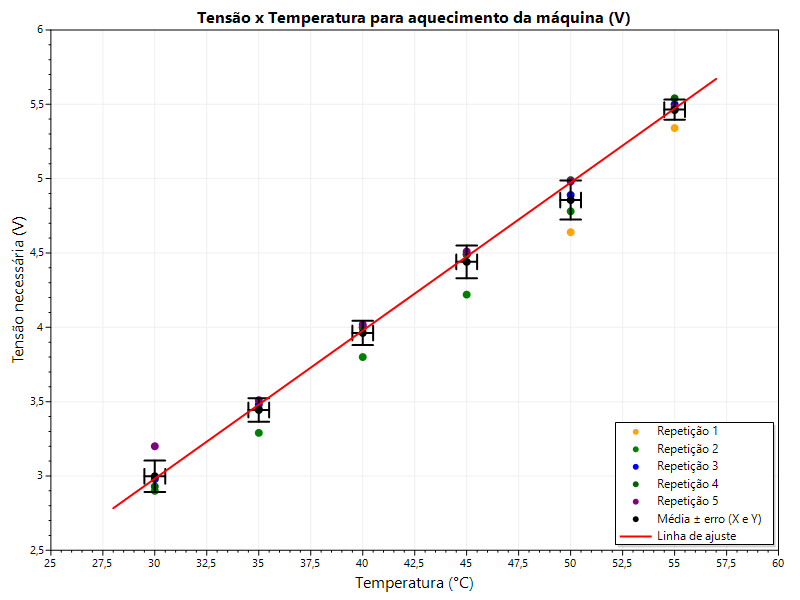 Tensão x Temperatura para aquecimento da máquina (V)
6
5,5
5
4,5
4
3,5
3
2,5
Tensão necessária (V)
25
27,5
30
32,5
35
37,5
40
42,5
45
47,5
50
52,5
55
57,5
60
Temperatura (°C)
Repetição 1
Repetição 2
Repetição 3
Repetição 4
Repetição 5
Média ± erro (X e Y)
Linha de ajuste